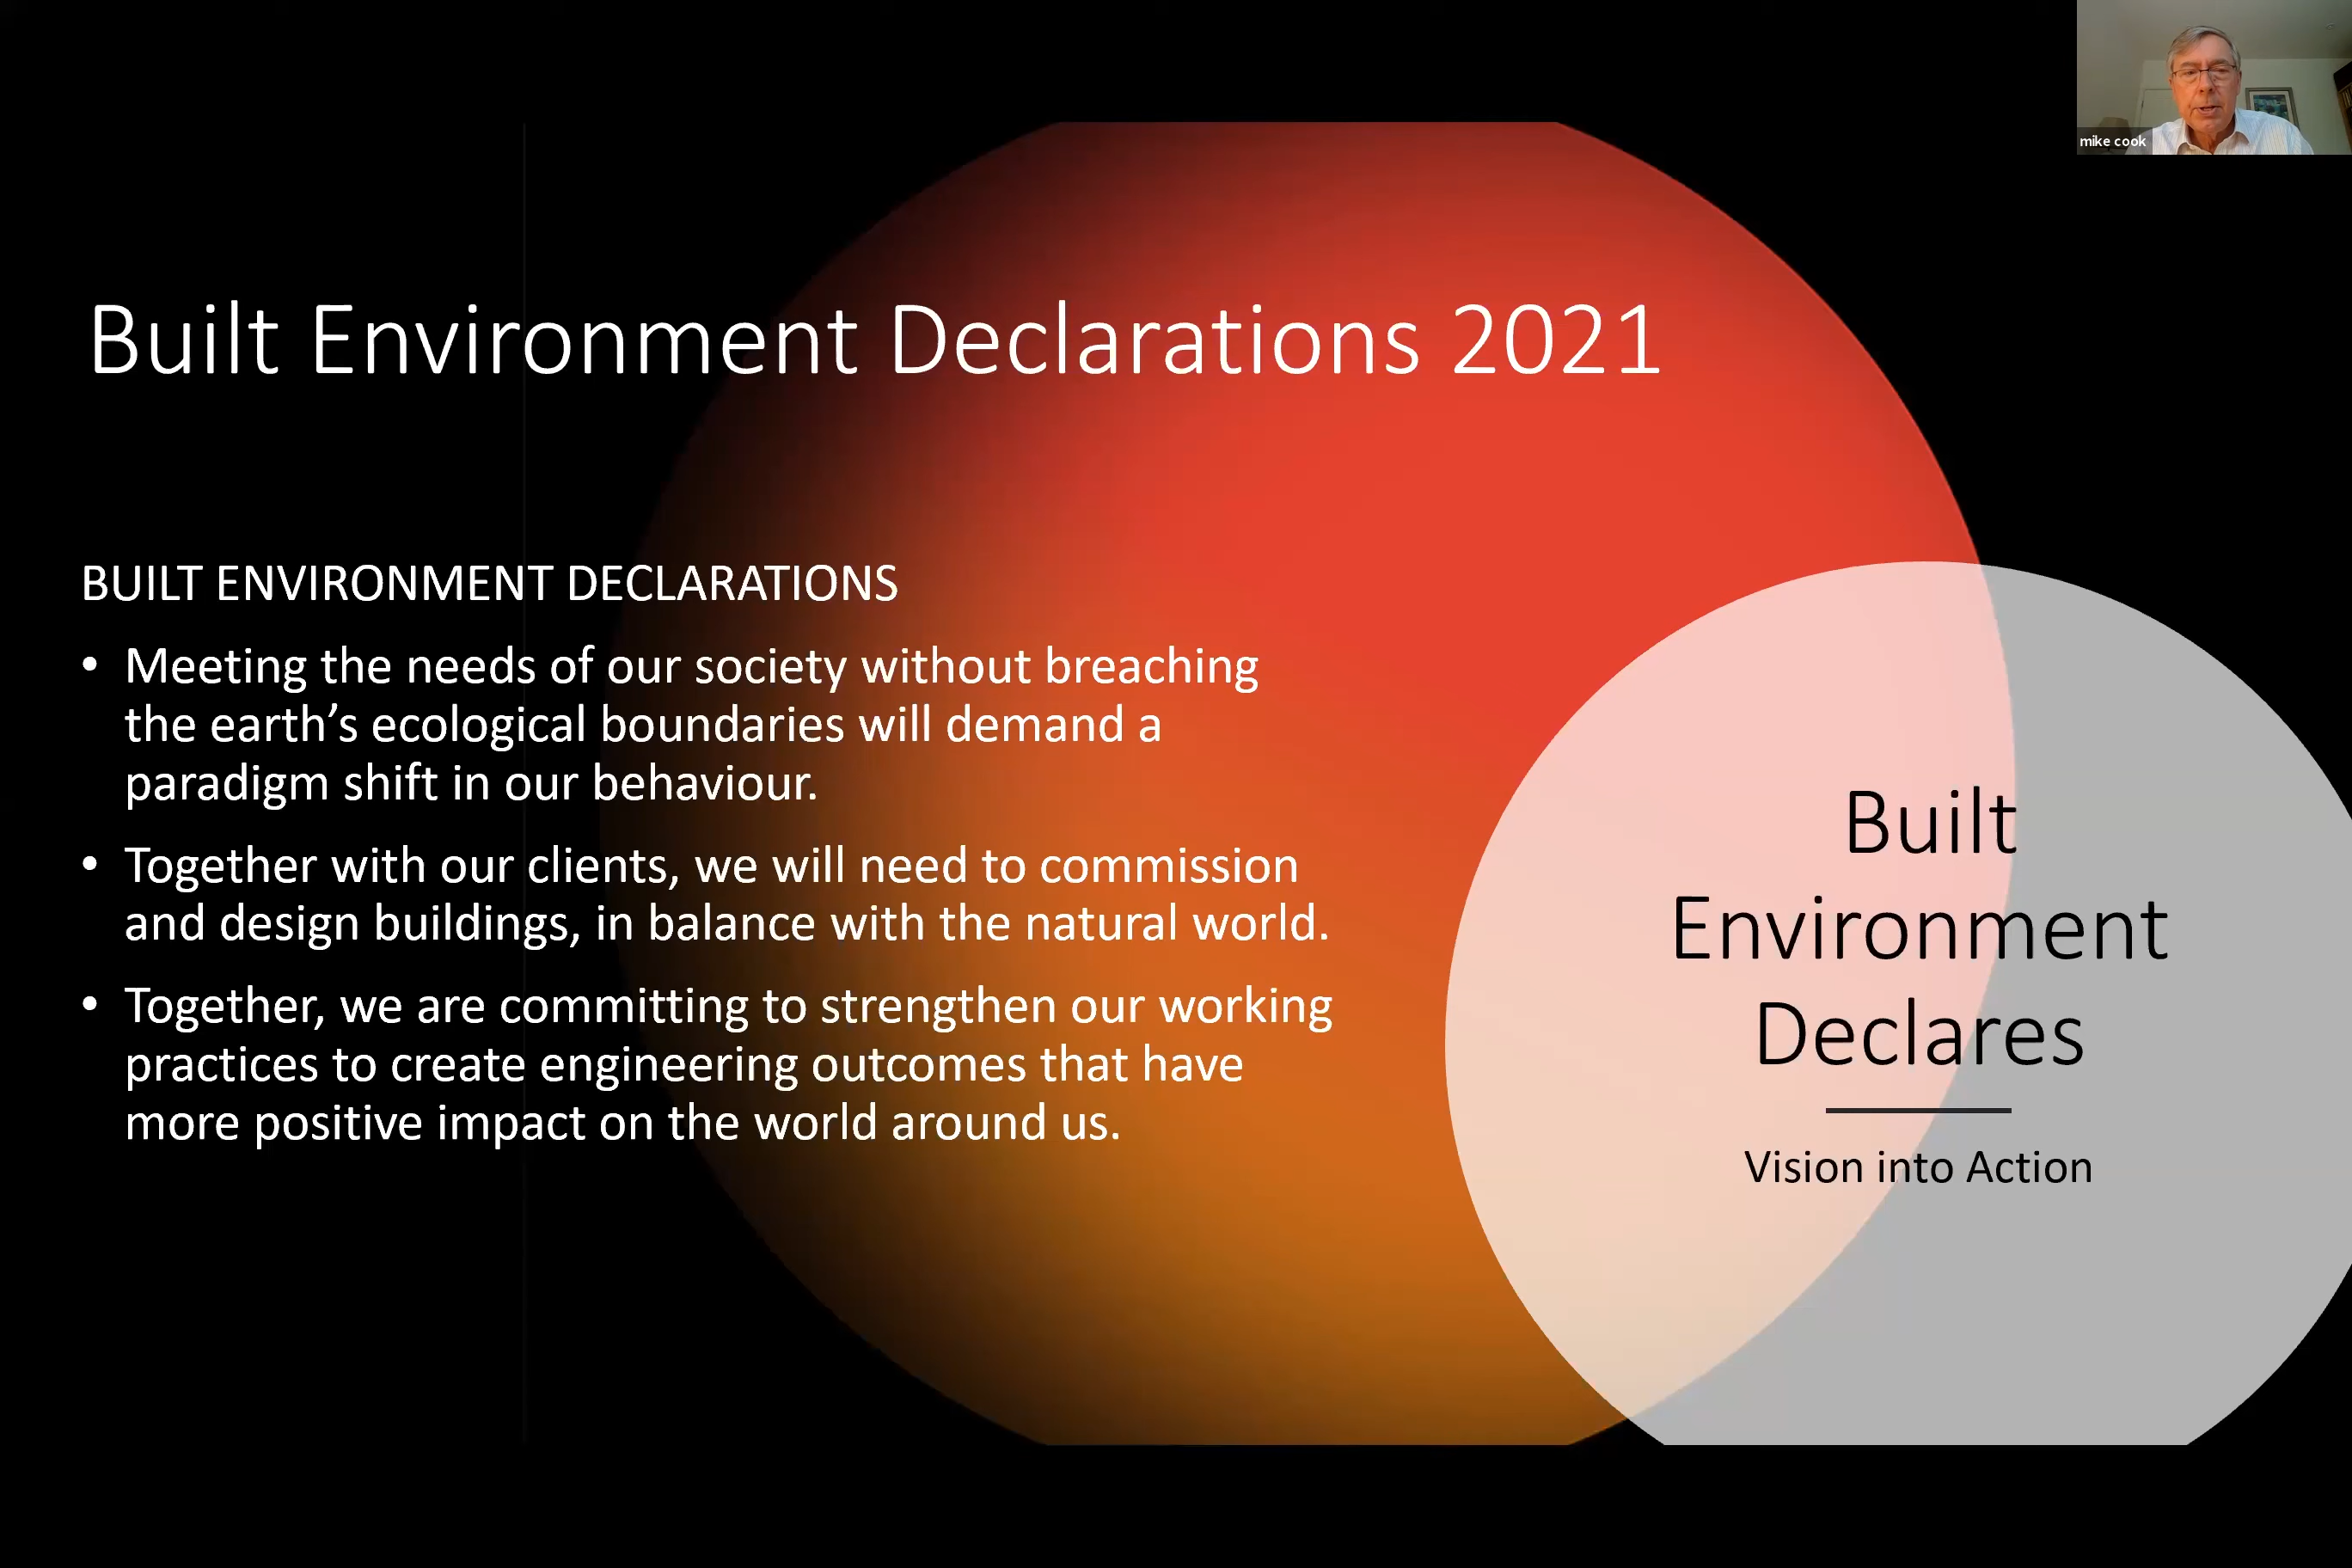 mike cook
Built Environment Declarations 2021
BUILT ENVIRONMENT DECLARATIONS
• Meeting the needs of our society without breaching
the earth’s ecological boundaries will demand a
paradigm shift in our behaviour.
• Together with our clients, we will need to commission
and design buildings, in balance with the natural world.
• Together, we are committing to strengthen our working
practices to create engineering outcomes that have
more positive impact on the world around us.
Built
Environment
Declares
Vision into Action